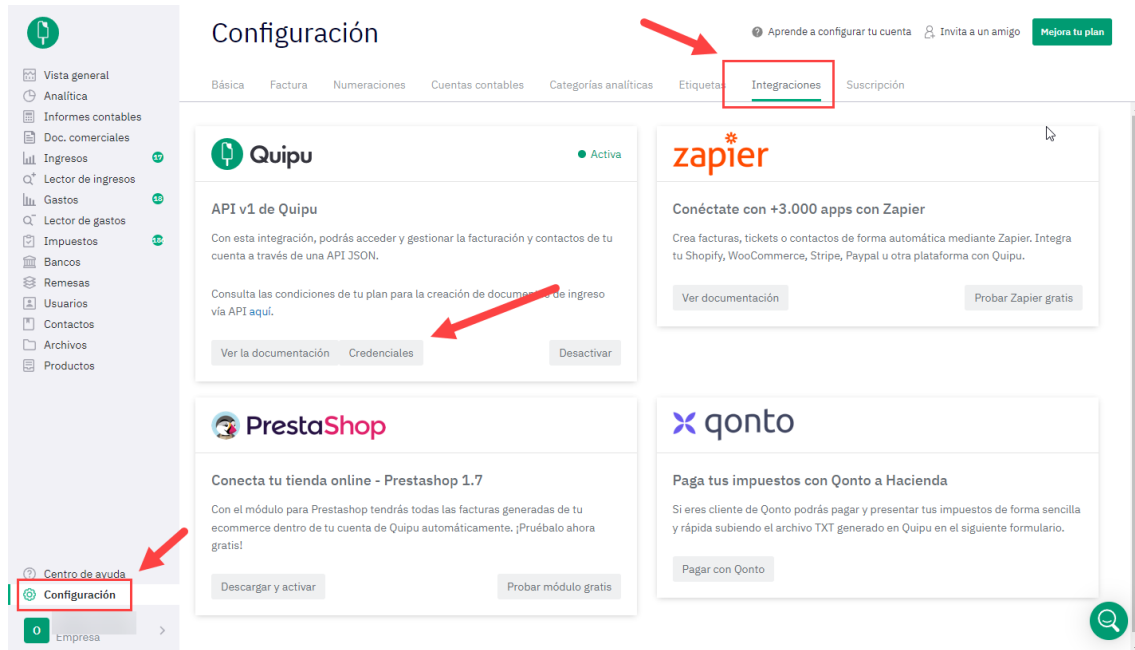 Configuración
Aprende a configurar tu cuenta
Invita a un amigo
Mejora tu plan
Básica
Factura
Numeraciones
Cuentas contables
Categorías analíticas
Etiquetas
Integraciones
Suscripción
Vista general
Analítica
Informes contables
Doc. comerciales
Ingresos 17
Lector de ingresos
Gastos
Lector de gastos
Impuestos
Bancos
Remesas
Usuarios
Contactos
Archivos
Productos
Centro de ayuda
Configuración
O
Empresa
Quipu
Activa
API v1 de Quipu
Con esta integración, podrás acceder y gestionar la facturación y contactos de tu
cuenta a través de una API JSON.
Consulta las condiciones de tu plan para la creación de documentos de ingreso
vía API aquí.
Ver la documentación
Credenciales
Desactivar
zapier
Conéctate con +3.000 apps con Zapier
Crea facturas, tickets o contactos de forma automática mediante Zapier. Integra
tu Shopify, WooCommerce, Stripe, Paypal u otra plataforma con Quipu.
Ver documentación
Probar Zapier gratis
PrestaShop
Conecta tu tienda online - Prestashop 1.7
Con el módulo para Prestashop tendrás todas las facturas generadas de tu
ecommerce dentro de tu cuenta de Quipu automáticamente. ¡Pruébalo ahora
gratis!
Descargar y activar
Probar módulo gratis
qonto
Paga tus impuestos con Qonto a Hacienda
Si eres cliente de Qonto podrás pagar y presentar tus impuestos de forma sencilla
y rápida subiendo el archivo TXT generado en Quipu en el siguiente formulario.
Pagar con Qonto